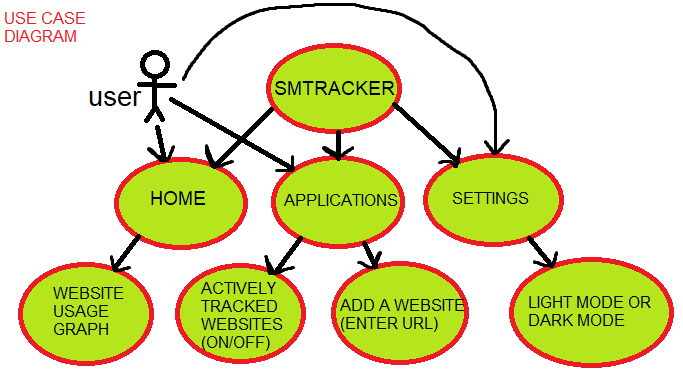 USE CASE
DIAGRAM
user
SMTRACKER
HOME
APPLICATIONS
SETTINGS
WEBSITE
USAGE
GRAPH
ACTIVELY
TRACKED
WEBSITES
(ON/OFF)
ADD A WEBSITE
(ENTER URL)
LIGHT MODE OR
DARK MODE